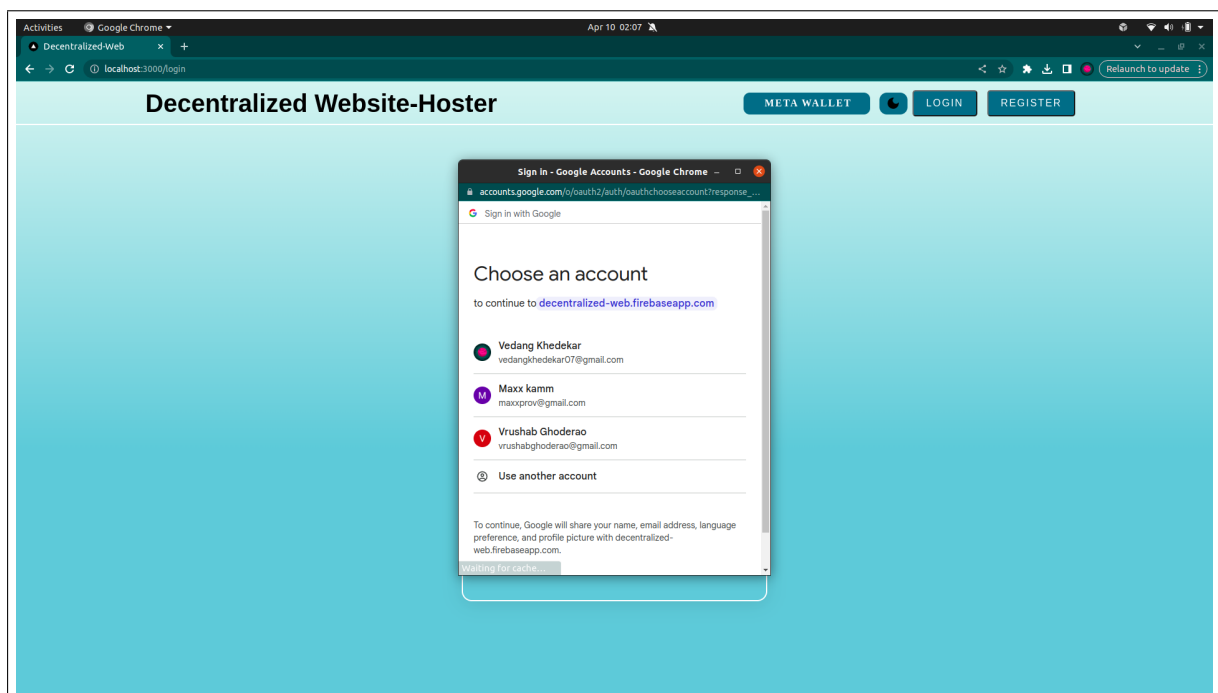 Activities Google Chrome Apr 10 02:07
Decentralized-Web
localhost:3000/login Relaunch to update
Decentralized Website-Hoster META WALLET LOGIN REGISTER
Sign in - Google Accounts - Google Chrome
accounts.google.com/o/oauth2/auth/oauthchooseaccount?response_...
Sign in with Google
Choose an account
to continue to decentralized-web.firebaseapp.com
Vedang Khedekar
vedangkhedekar07@gmail.com
M Maxx kamm
maxxprov@gmail.com
V Vrushab Ghoderao
vrushabghoderao@gmail.com
Use another account
To continue, Google will share your name, email address, language
preference, and profile picture with decentralized-
web.firebaseapp.com.
Waiting for cache...